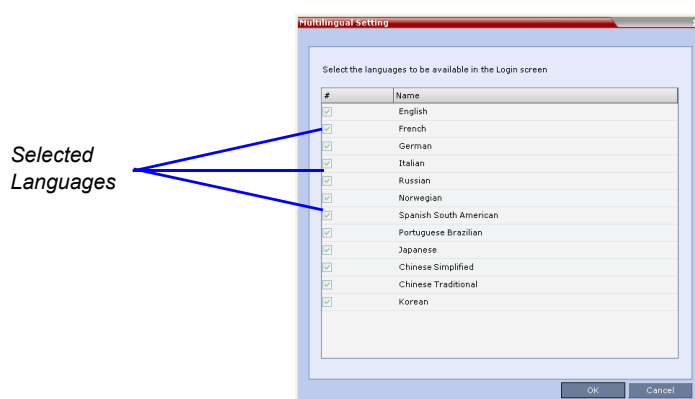 Multilingual Setting
Select the languages to be available in the Login screen
# Name
English
French
German
Italian
Russian
Norwegian
Spanish South American
Portuguese Brazilian
Japanese
Chinese Simplified
Chinese Traditional
Korean
OK Cancel
Selected
Languages